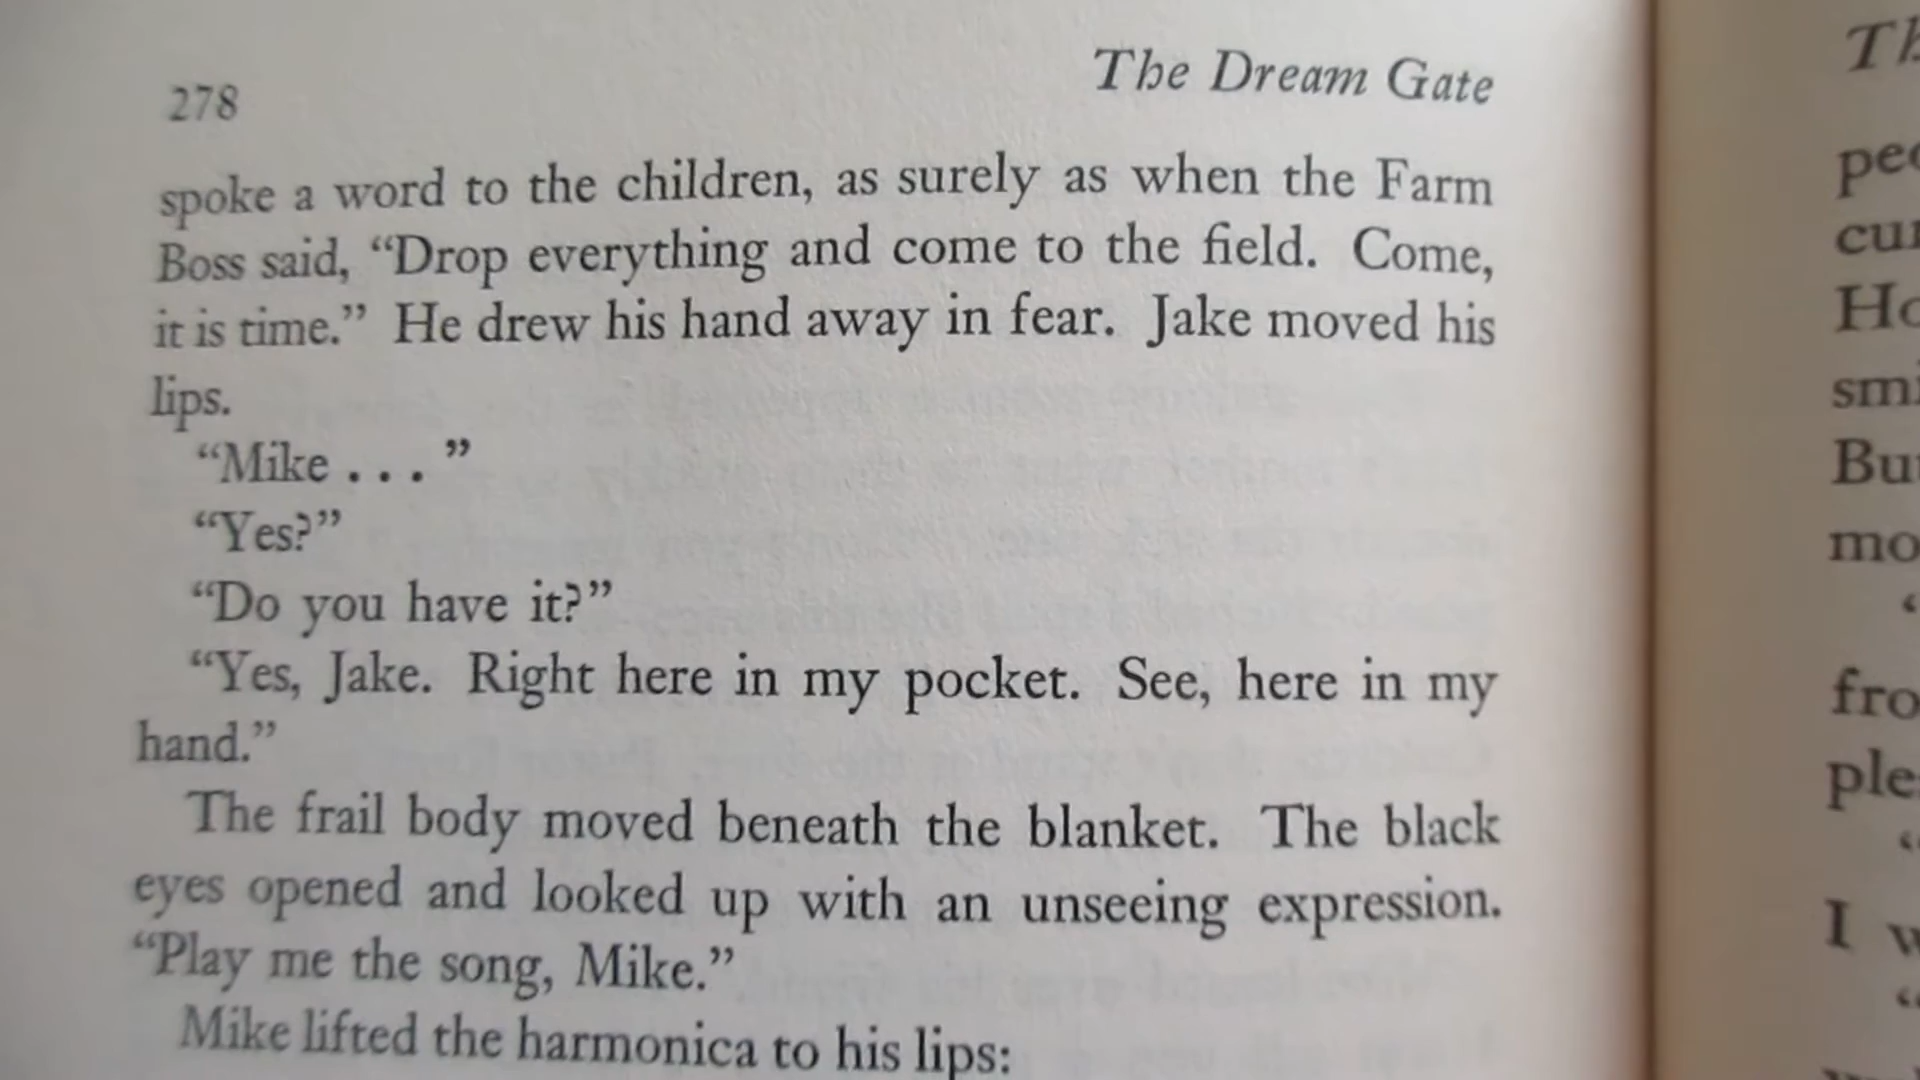 278
The Dream Gate
spoke a word to the children, as surely as when the Farm
Boss said, “Drop everything and come to the field. Come,
it is time.” He drew his hand away in fear. Jake moved his
lips.
“Mike . . . ”
“Yes?”
“Do you have it?”
“Yes, Jake. Right here in my pocket. See, here in my
hand.”
The frail body moved beneath the blanket. The black
eyes opened and looked up with an unseeing expression.
“Play me the song, Mike.”
Mike lifted the harmonica to his lips: